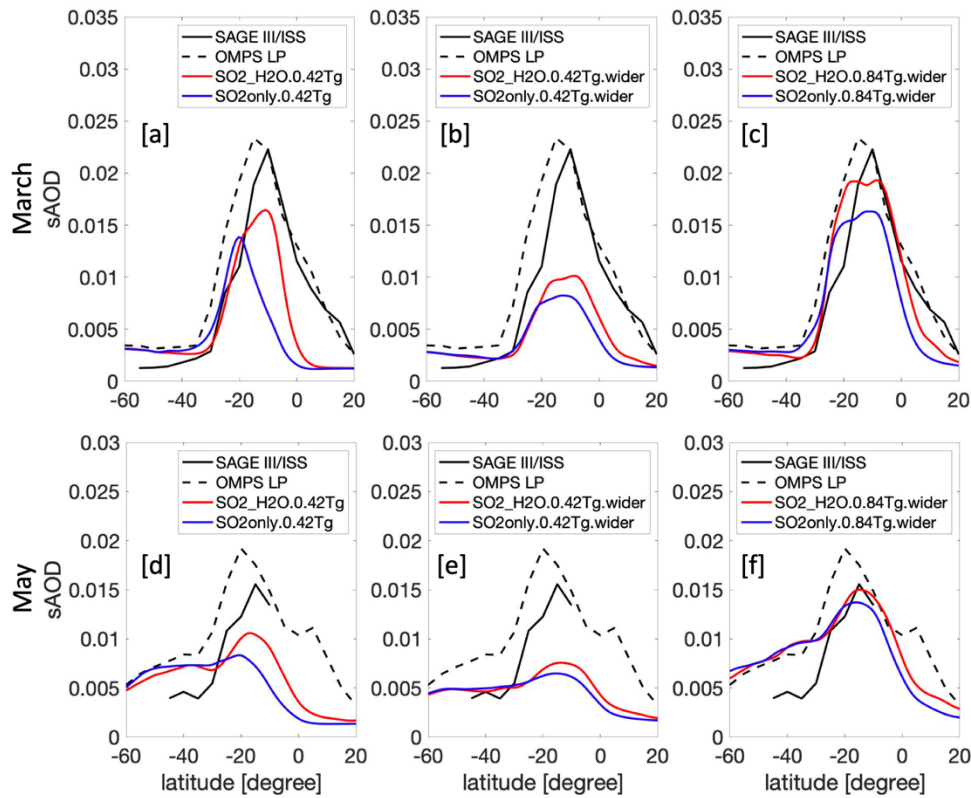 [a]
SAGE III/ISS
OMPS LP
SO2_H2O.0.42Tg
SO2only.0.42Tg
March
sAOD
0.035
0.03
0.025
0.02
0.015
0.01
0.005
0
-60 -40 -20 0 20
[b]
SAGE III/ISS
OMPS LP
SO2_H2O.0.42Tg.wider
SO2only.0.42Tg.wider
0.035
0.03
0.025
0.02
0.015
0.01
0.005
0
-60 -40 -20 0 20
[c]
SAGE III/ISS
OMPS LP
SO2_H2O.0.84Tg.wider
SO2only.0.84Tg.wider
0.035
0.03
0.025
0.02
0.015
0.01
0.005
0
-60 -40 -20 0 20
[d]
SAGE III/ISS
OMPS LP
SO2_H2O.0.42Tg
SO2only.0.42Tg
May
sAOD
0.03
0.025
0.02
0.015
0.01
0.005
0
-60 -40 -20 0 20
latitude [degree]
[e]
SAGE III/ISS
OMPS LP
SO2_H2O.0.42Tg.wider
SO2only.0.42Tg.wider
0.03
0.025
0.02
0.015
0.01
0.005
0
-60 -40 -20 0 20
latitude [degree]
[f]
SAGE III/ISS
OMPS LP
SO2_H2O.0.84Tg.wider
SO2only.0.84Tg.wider
0.03
0.025
0.02
0.015
0.01
0.005
0
-60 -40 -20 0 20
latitude [degree]